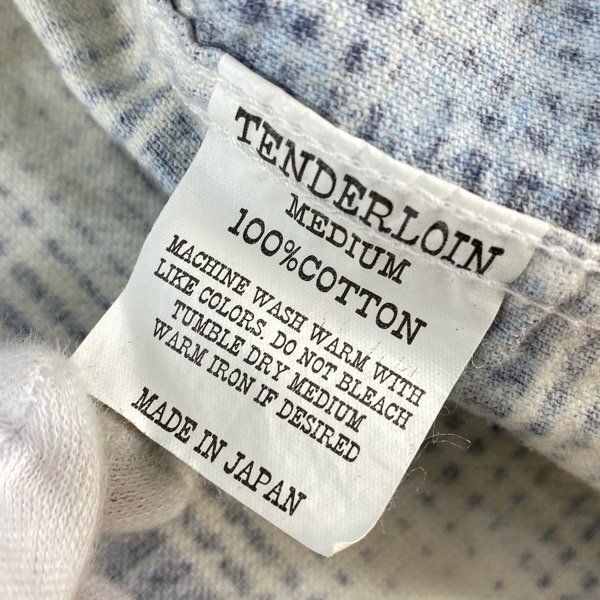 TENDERLOIN
MEDIUM
100%COTTON
MACHINE WASH WARM WITH
LIKE COLORS. DO NOT BLEACH
TUMBLE DRY MEDIUM
WARM IRON IF DESIRED
MADE IN JAPAN